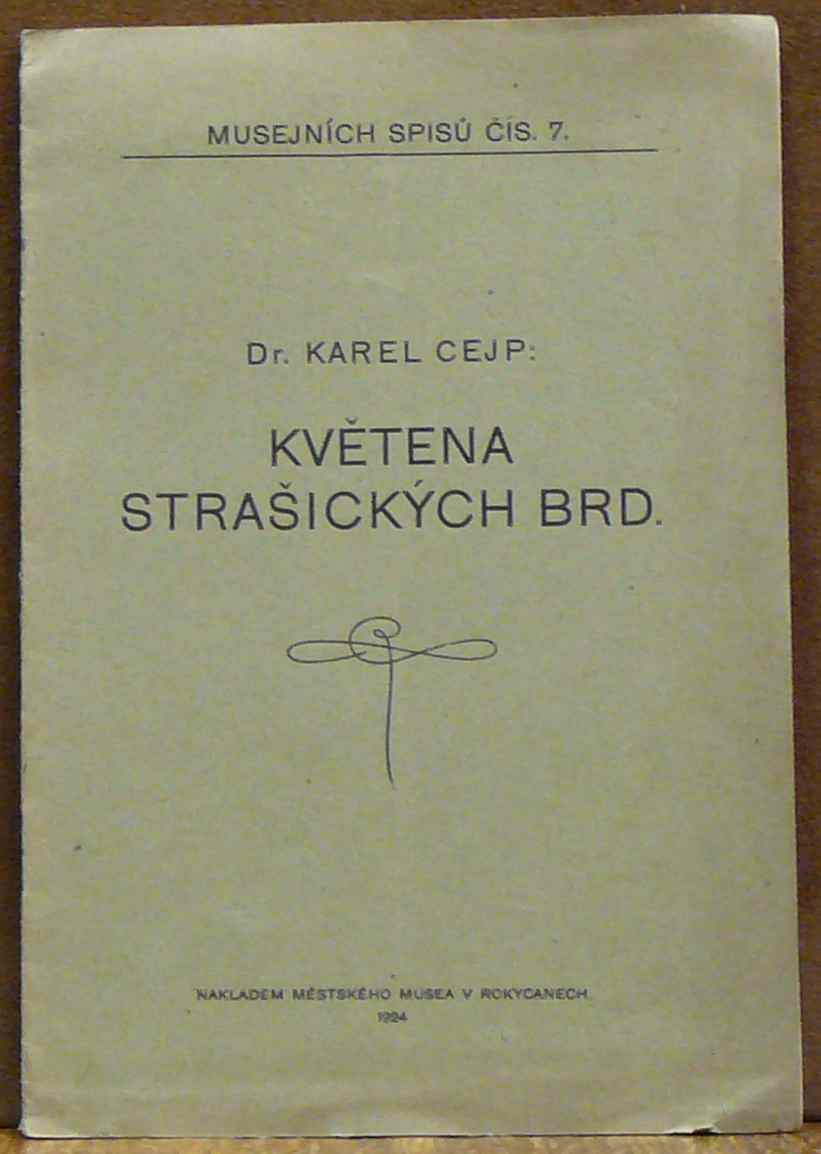 MUSEJNÍCH SPISŮ ČÍS. 7.
Dr. KAREL CEJP:
KVĚTENA
STRAŠICKÝCH BRD.
NAKLADEM MĚSTSKÉHO MUSEA V ROKYCANECH
1924